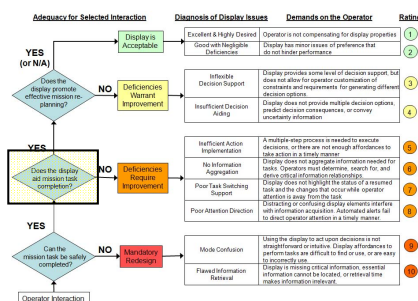 Adequacy for Selected Interaction
Diagnosis of Display Issues
Demands on the Operator
Rating
YES
(or N/A)
Display is
Acceptable
Excellent & Highly Desired
Operator is not compensating for display properties
1
Good with Negligible
Deficiencies
Display has minor issues of preference that
do not hinder performance
2
Does the
display promote
effective mission re-
planning?
NO
Deficiencies
Warrant
Improvement
Inflexible
Decision Support
Display provides some level of decision support, but
does not allow for operator customization of
constraints and requirements for generating different
decision options
3
Insufficient Decision
Aiding
Display does not provide multiple decision options,
predict decision consequences, or convey
uncertainty information
4
YES
Does the display
aid mission task
completion?
NO
Deficiencies
Require
Improvement
Inefficient Action
Implementation
A multiple-step process is needed to execute
decisions, or there are not enough affordances to
take action in a timely manner
5
No Information
Aggregation
Display does not aggregate information needed for
tasks. Operators must determine, search for, and
derive critical information relationships.
6
Poor Task Switching
Support
Display does not highlight the status of a resumed
task and the changes that occur while operator
attention is away from the task
7
Poor Attention Direction
Distracting or confusing display elements interfere
with information acquisition. Automated alerts fail
to direct operator attention in a timely manner.
8
YES
Can the
mission task be safely
completed?
NO
Mandatory
Redesign
Mode Confusion
Using the display to act upon decisions is not
straightforward or intuitive. Display affordances to
perform tasks are difficult to find or use, or are easy
to incorrectly use.
9
Flawed Information
Retrieval
Display is missing critical information, essential
information cannot be located, or retrieval time
makes information irrelevant.
10
Operator Interaction